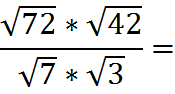 √72 * √42
√7 * √3 =